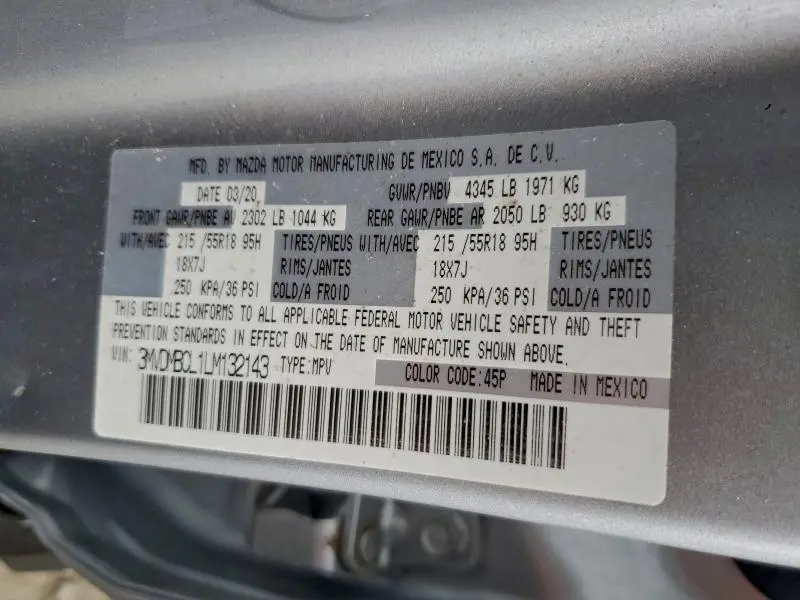 MFD. BY MAZDA MOTOR MANUFACTURING DE MEXICO S.A. DE C.V.
DATE 03/20 GVWR/PNBV 4345 LB 1971 KG
FRONT GAWR/PNBE AV 2302 LB 1044 KG REAR GAWR/PNBE AR 2050 LB 930 KG
WITH/AVEC 215 /55R18 95H TIRES/PNEUS WITH/AVEC 215 /55R18 95H TIRES/PNEUS
18X7J RIMS/JANTES 18X7J RIMS/JANTES
250 KPA/36 PSI COLD/A FROID 250 KPA/36 PSI COLD/A FROID
THIS VEHICLE CONFORMS TO ALL APPLICABLE FEDERAL MOTOR VEHICLE SAFETY AND THEFT
PREVENTION STANDARDS IN EFFECT ON THE DATE OF MANUFACTURE SHOWN ABOVE.
VIN: 3MVDMBCL1LM132143 TYPE:MPV COLOR CODE:45P MADE IN MEXICO